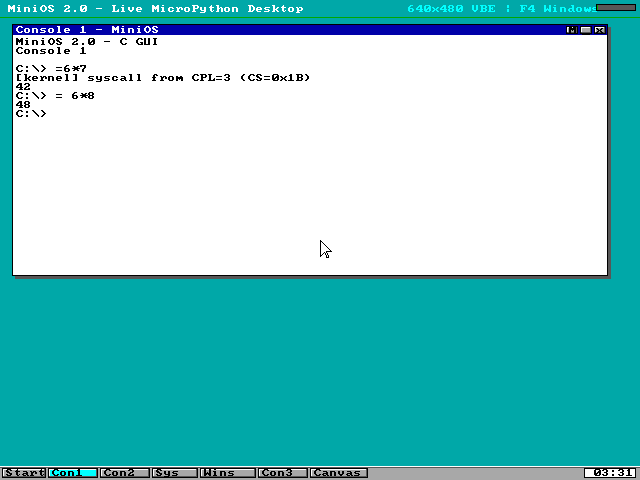 MiniOS 2.0 - Live MicroPython Desktop 640x480 VBE | F4 Windows
Console 1 - MiniOS M _ x
MiniOS 2.0 - C GUI
Console 1
C:\> =6*7
[kernel] syscall from CPL=3 (CS=0x1B)
42
C:\> = 6*8
48
C:\>
Start Con1 Con2 Sys Wins Con3 Canvas 03:31